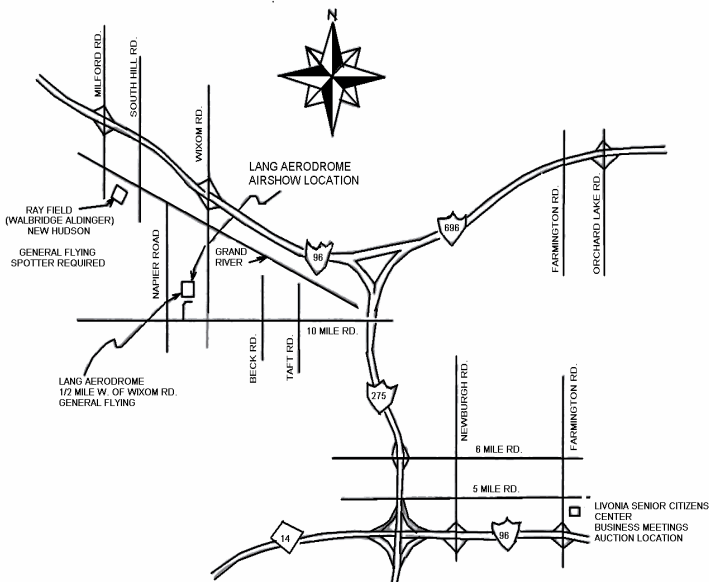 N
MILFORD RD.
SOUTH HILL RD.
WIXOM RD.
LANG AERODROME
AIRSHOW LOCATION
RAY FIELD
(WALBRIDGE ALDINGER)
NEW HUDSON
GENERAL FLYING
SPOTTER REQUIRED
NAPIER ROAD
GRAND
RIVER
96
696
FARMINGTON RD.
ORCHARD LAKE RD.
BECK RD.
TAFT RD.
10 MILE RD.
LANG AERODROME
1/2 MILE W. OF WIXOM RD.
GENERAL FLYING
275
NEWBURGH RD.
FARMINGTON RD.
6 MILE RD.
5 MILE RD.
LIVONIA SENIOR CITIZENS
CENTER
BUSINESS MEETINGS
AUCTION LOCATION
14
96